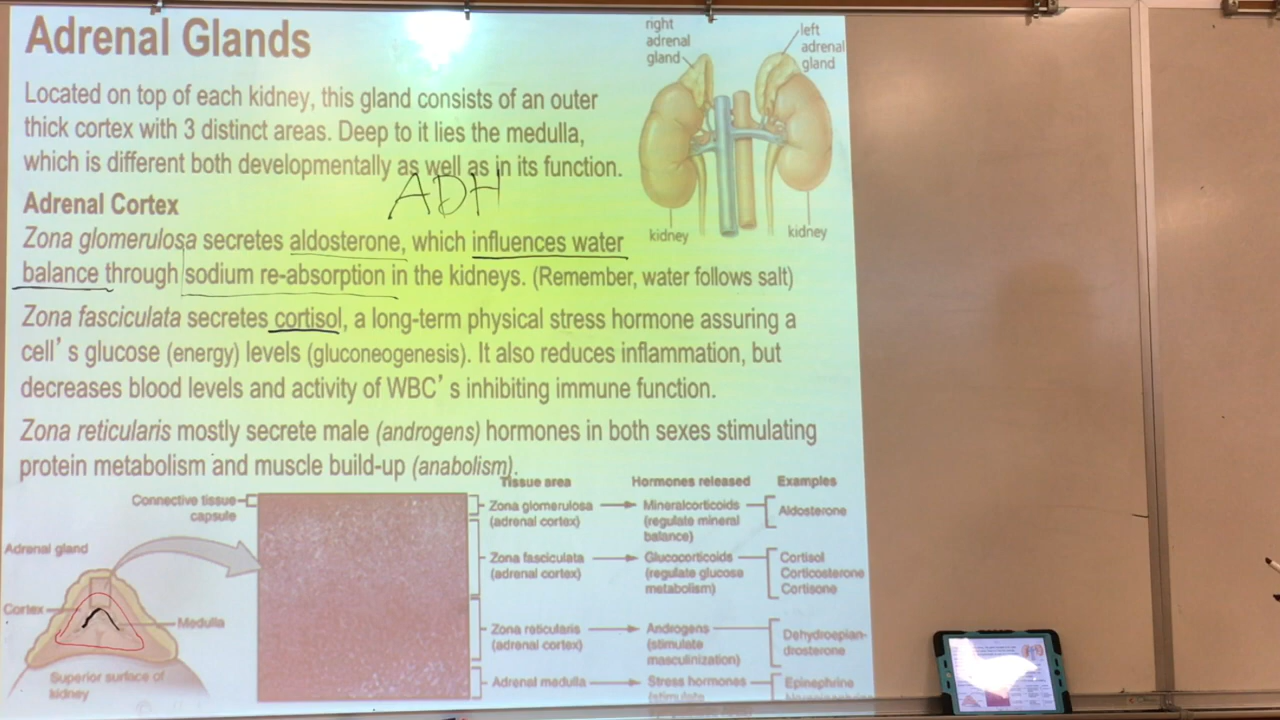 Adrenal Glands
right adrenal gland
left adrenal gland
Located on top of each kidney, this gland consists of an outer
thick cortex with 3 distinct areas. Deep to it lies the medulla,
which is different both developmentally as well as in its function.
ADH
kidney
kidney
Adrenal Cortex
Zona glomerulosa secretes aldosterone, which influences water
balance through sodium re-absorption in the kidneys. (Remember, water follows salt)
Zona fasciculata secretes cortisol, a long-term physical stress hormone assuring a
cell's glucose (energy) levels (gluconeogenesis). It also reduces inflammation, but
decreases blood levels and activity of WBC's inhibiting immune function.
Zona reticularis mostly secrete male (androgens) hormones in both sexes stimulating
protein metabolism and muscle build-up (anabolism).
Tissue area Hormones released Examples
Connective tissue
capsule
Zona glomerulosa
(adrenal cortex)
Mineralcorticoids
(regulate mineral
balance)
Aldosterone
Adrenal gland
Zona fasciculata
(adrenal cortex)
Glucocorticoids
(regulate glucose
metabolism)
Cortisol
Corticosterone
Cortisone
Cortex
Medulla
Zona reticularis
(adrenal cortex)
Androgens
(stimulate
masculinization)
Dehydroepian-
drosterone
Superior surface of
kidney
Adrenal medulla
Stress hormones
(stimulate
Epinephrine